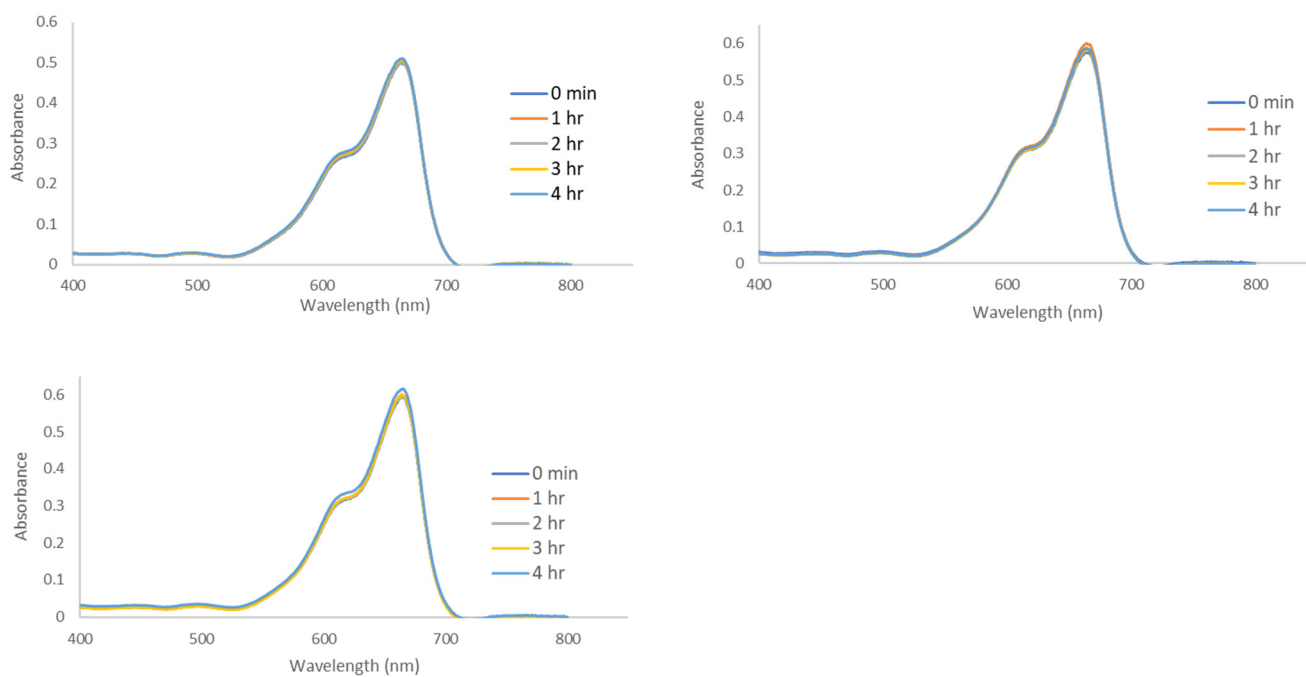 0.6
0.5
0.4
0.3
0.2
0.1
0
Absorbance
400 500 600 700 800
Wavelength (nm)
0 min
1 hr
2 hr
3 hr
4 hr
0.6
0.5
0.4
0.3
0.2
0.1
0
Absorbance
400 500 600 700 800
Wavelength (nm)
0 min
1 hr
2 hr
3 hr
4 hr
0.6
0.5
0.4
0.3
0.2
0.1
0
Absorbance
400 500 600 700 800
Wavelength (nm)
0 min
1 hr
2 hr
3 hr
4 hr